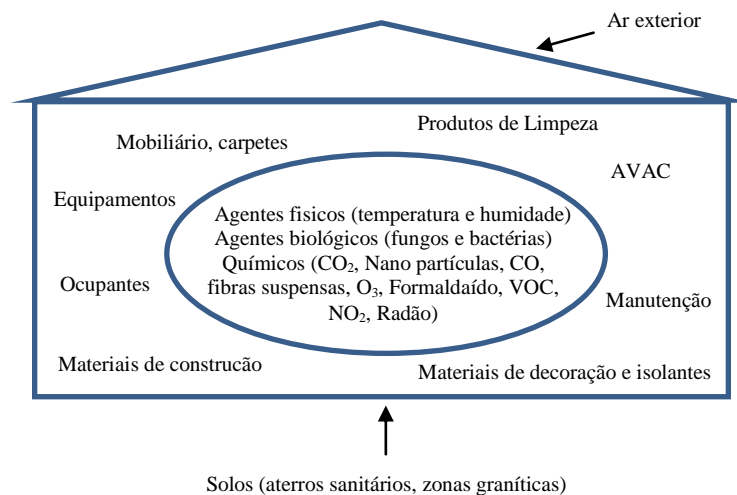 Ar exterior
Produtos de Limpeza
Mobiliário, carpetes
AVAC
Equipamentos
Agentes fisicos (temperatura e humidade)
Agentes biológicos (fungos e bactérias)
Químicos (CO₂, Nano partículas, CO,
fibras suspensas, O₃, Formaldaído, VOC,
NO₂, Radão)
Ocupantes
Manutenção
Materiais de construcão
Materiais de decoração e isolantes
Solos (aterros sanitários, zonas graníticas)